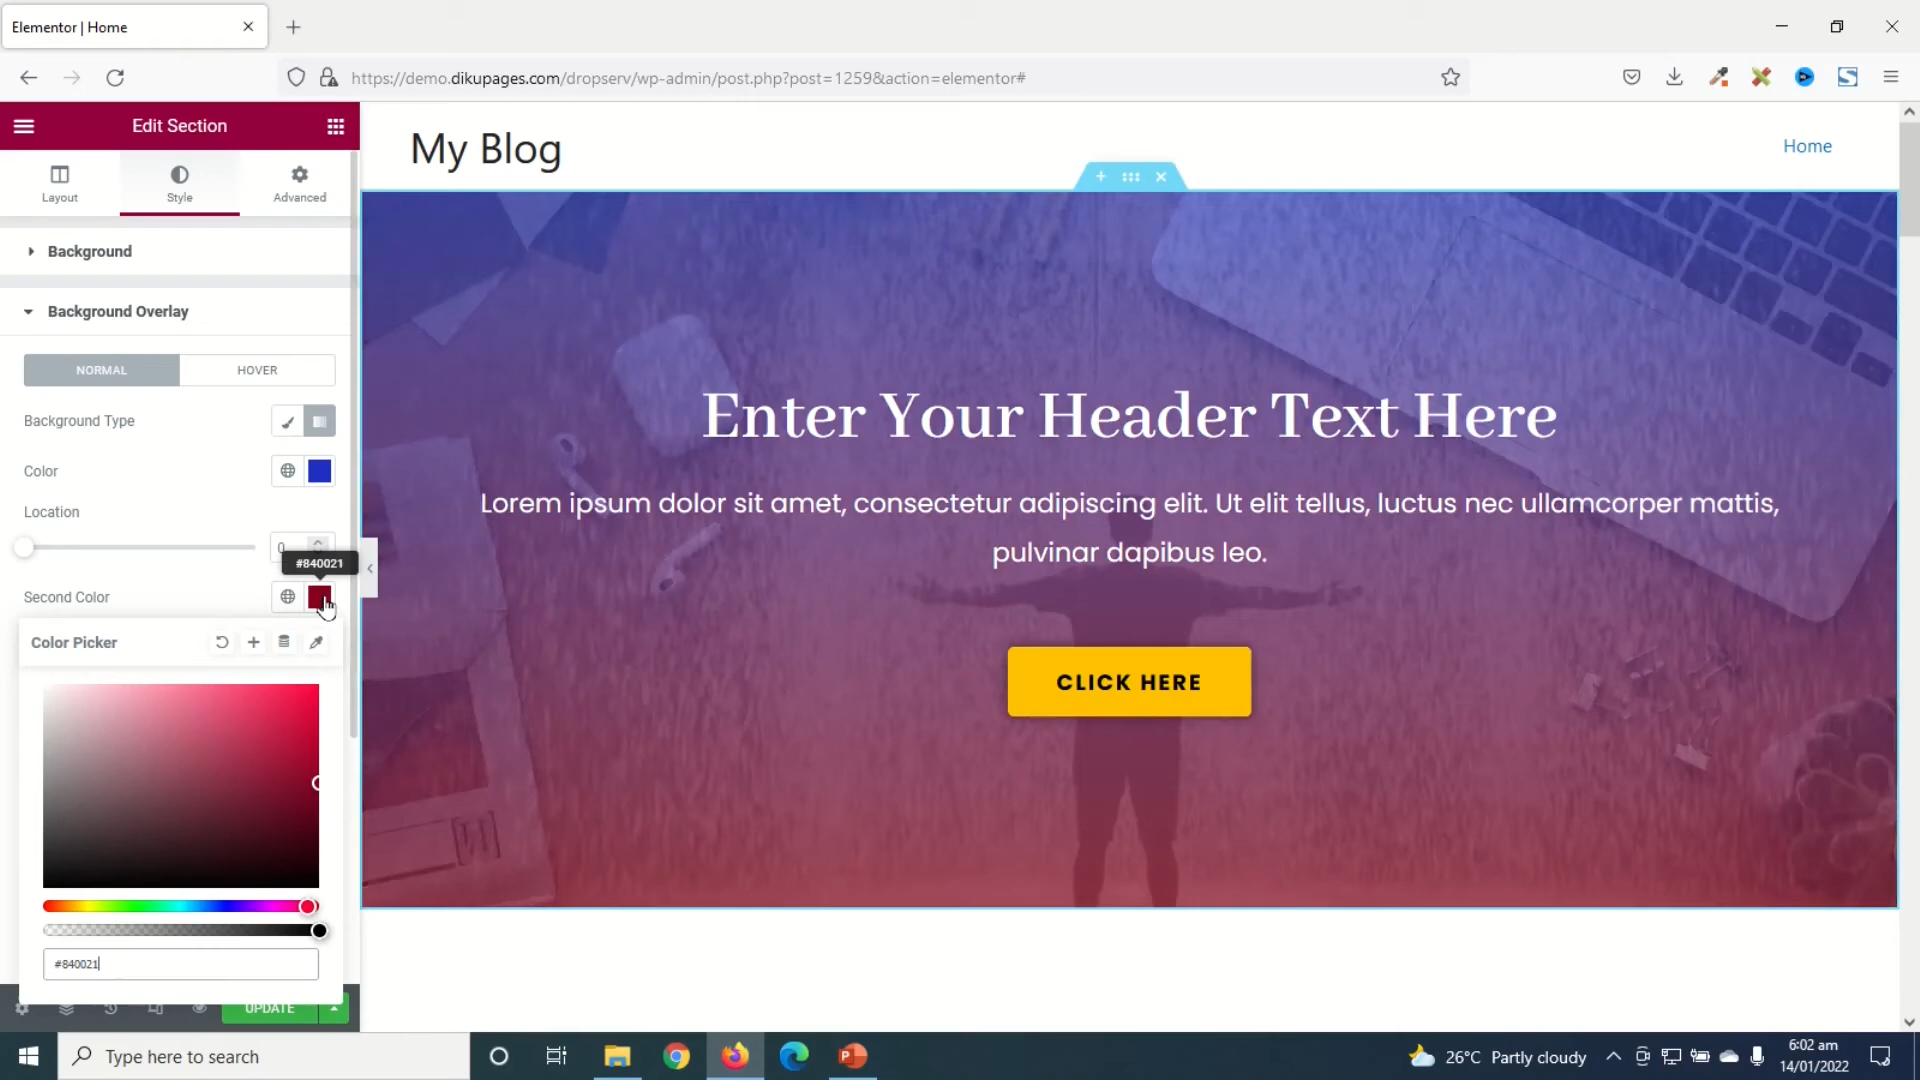 Elementor | Home
https://demo.dikupages.com/dropserv/wp-admin/post.php?post=1259&action=elementor#
Edit Section
Layout
Style
Advanced
Background
Background Overlay
NORMAL
HOVER
Background Type
Color
Location
0
#840021
Second Color
Color Picker
#840021
UPDATE
My Blog
Home
Enter Your Header Text Here
Lorem ipsum dolor sit amet, consectetur adipiscing elit. Ut elit tellus, luctus nec ullamcorper mattis,
pulvinar dapibus leo.
CLICK HERE
Type here to search
26°C Partly cloudy
6:02 am
14/01/2022